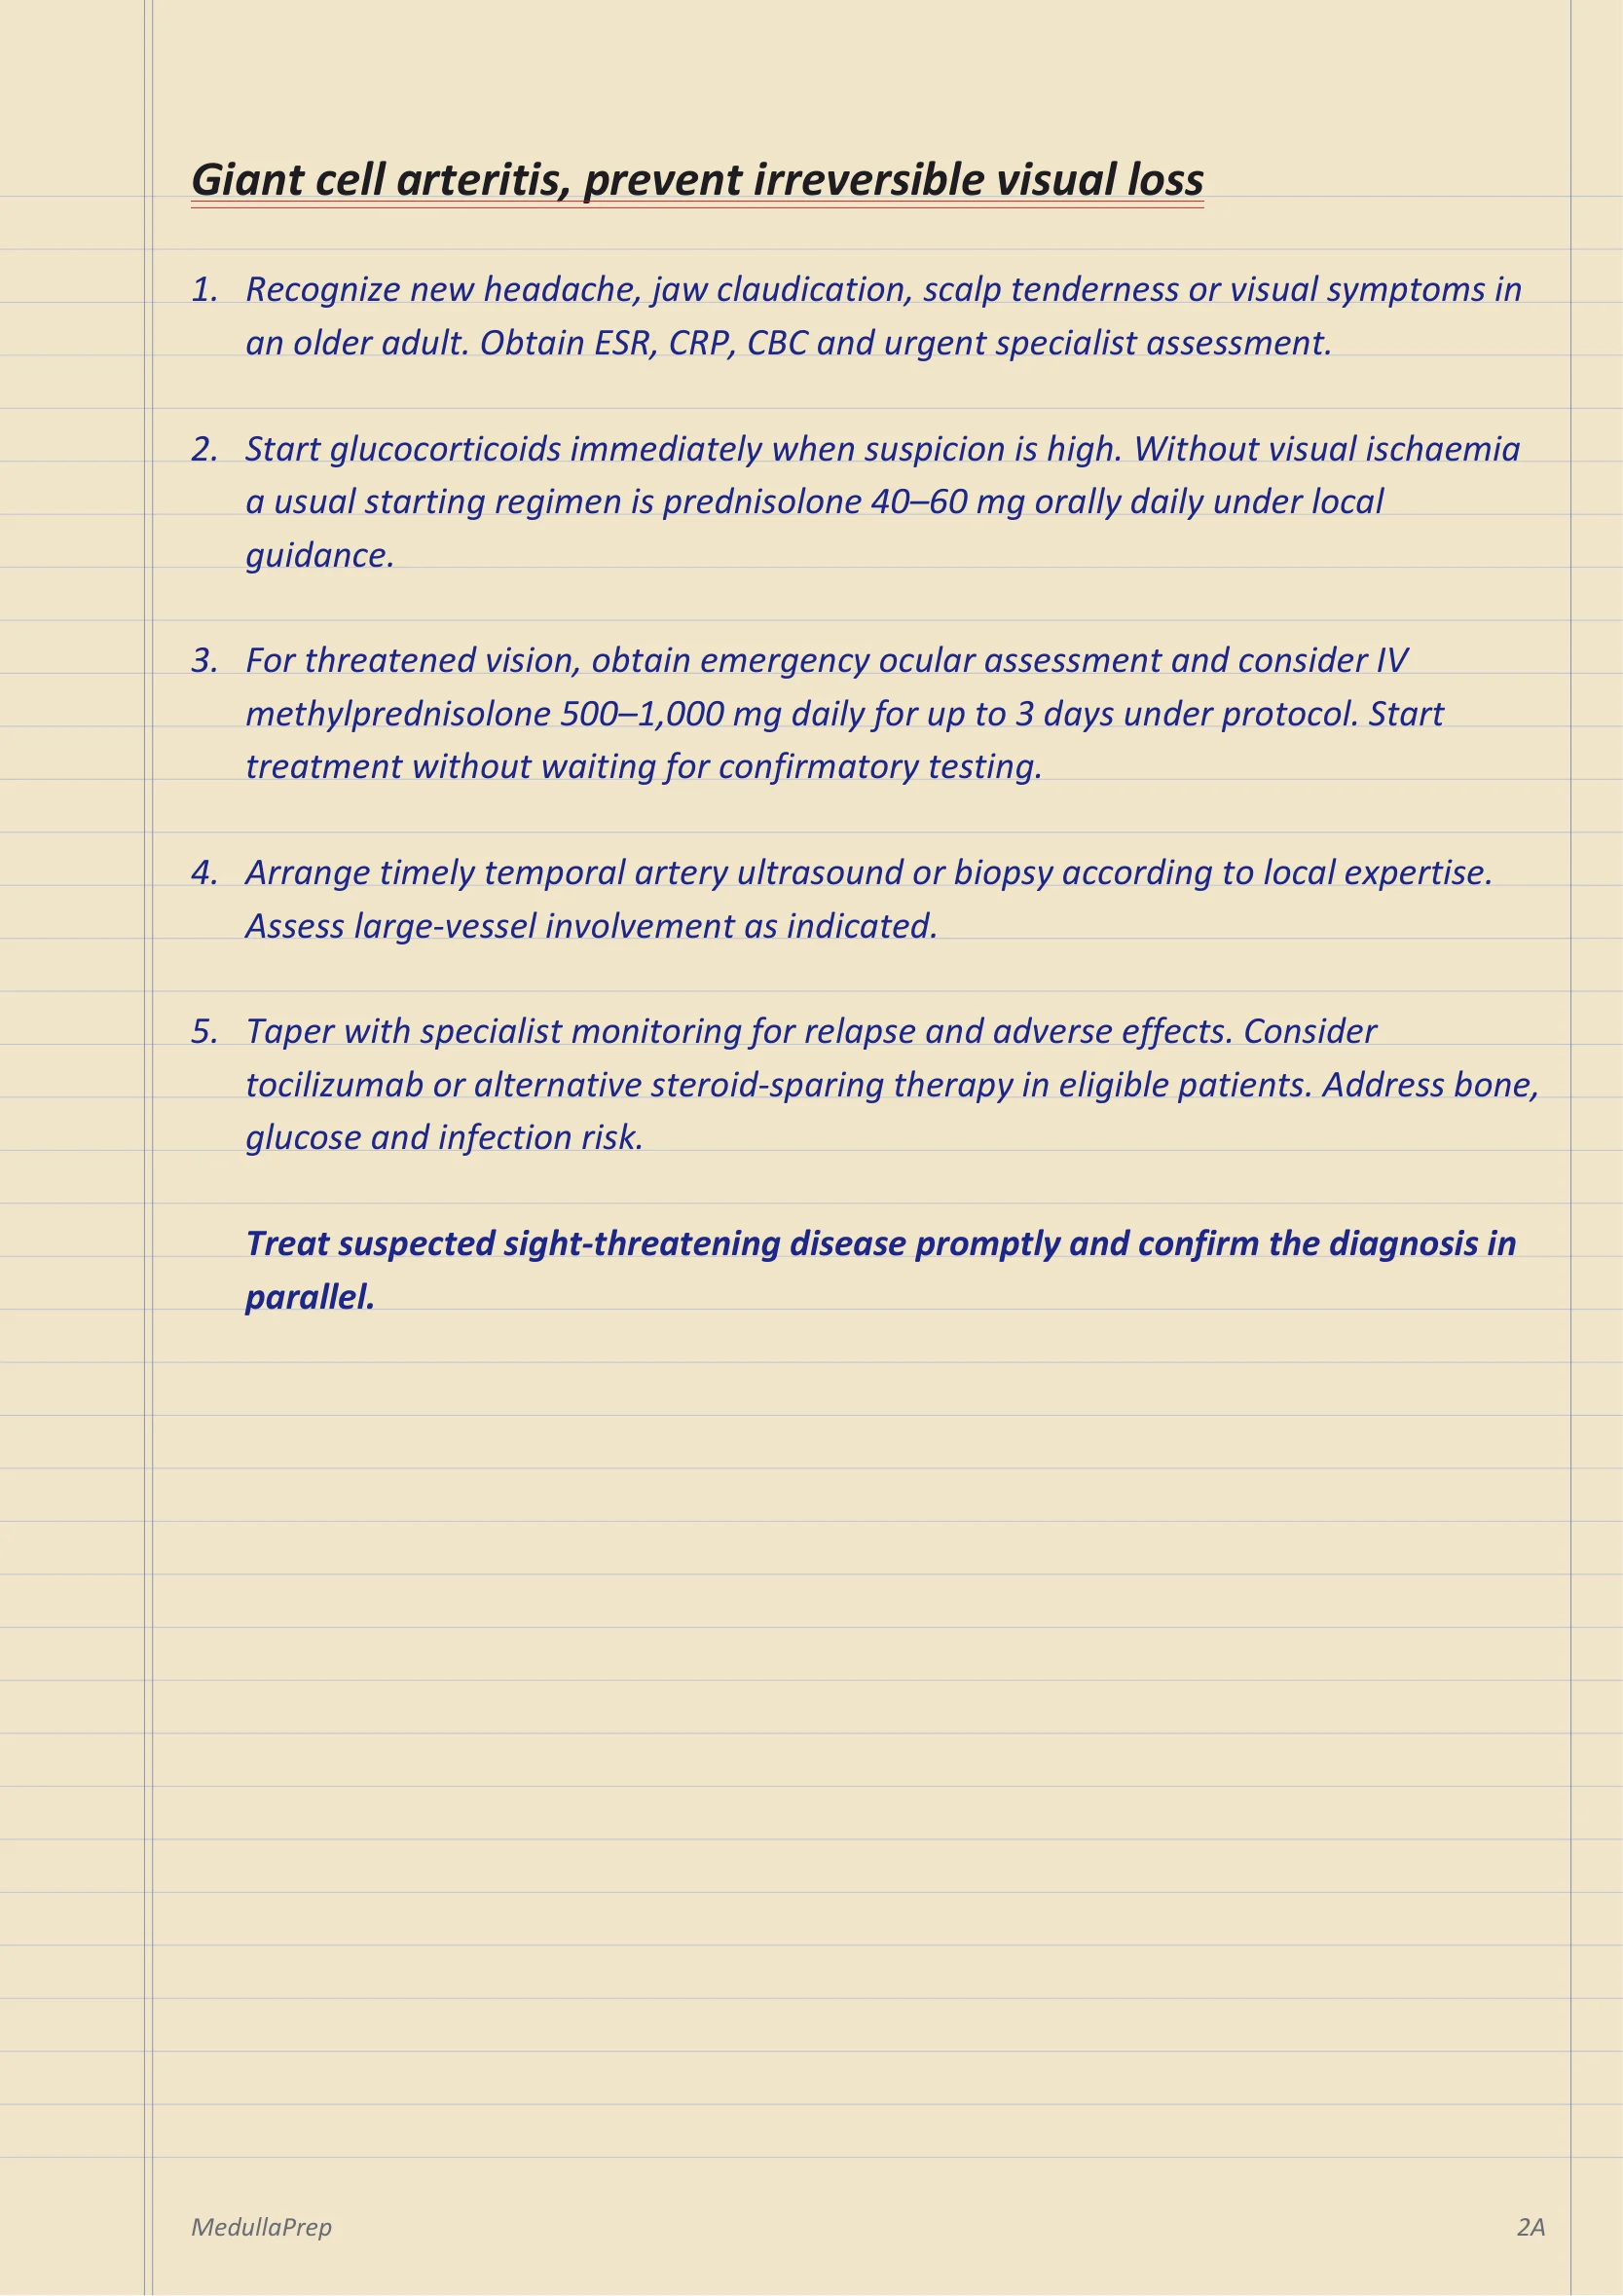 Giant cell arteritis, prevent irreversible visual loss
1. Recognize new headache, jaw claudication, scalp tenderness or visual symptoms in
an older adult. Obtain ESR, CRP, CBC and urgent specialist assessment.
2. Start glucocorticoids immediately when suspicion is high. Without visual ischaemia
a usual starting regimen is prednisolone 40–60 mg orally daily under local
guidance.
3. For threatened vision, obtain emergency ocular assessment and consider IV
methylprednisolone 500–1,000 mg daily for up to 3 days under protocol. Start
treatment without waiting for confirmatory testing.
4. Arrange timely temporal artery ultrasound or biopsy according to local expertise.
Assess large-vessel involvement as indicated.
5. Taper with specialist monitoring for relapse and adverse effects. Consider
tocilizumab or alternative steroid-sparing therapy in eligible patients. Address bone,
glucose and infection risk.
Treat suspected sight-threatening disease promptly and confirm the diagnosis in
parallel.
MedullaPrep
2A